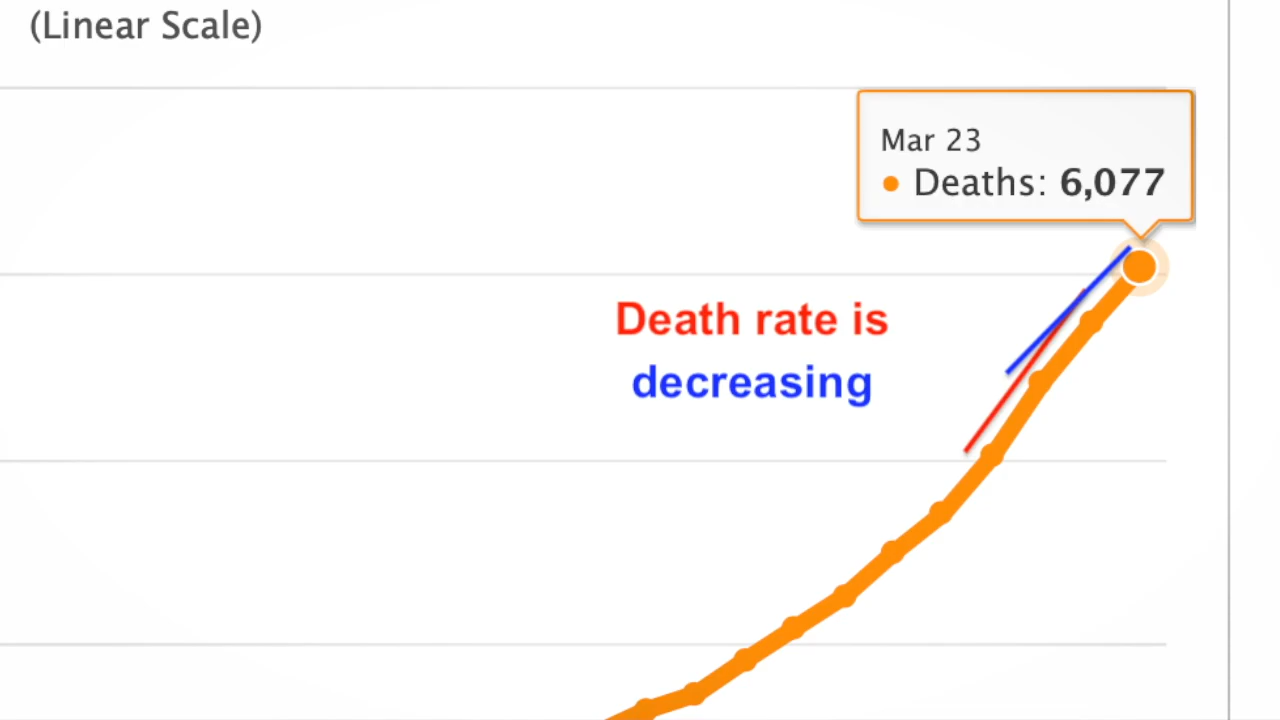 (Linear Scale)
Mar 23
Deaths: 6,077
Death rate is
decreasing